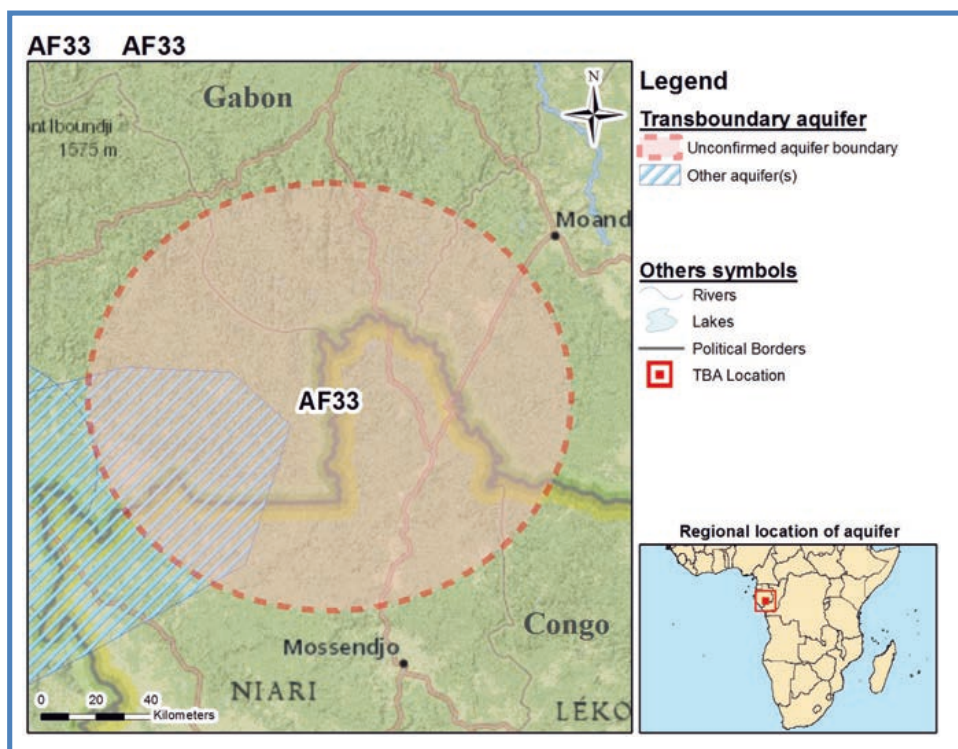 AF33 AF33
Gabon
ont Iboundji
1575 m
N
Moand
AF33
Congo
Mossendjo
NIARI
LÉKO
0 20 40
Kilometers
Legend
Transboundary aquifer
Unconfirmed aquifer boundary
Other aquifer(s)
Others symbols
Rivers
Lakes
Political Borders
TBA Location
Regional location of aquifer